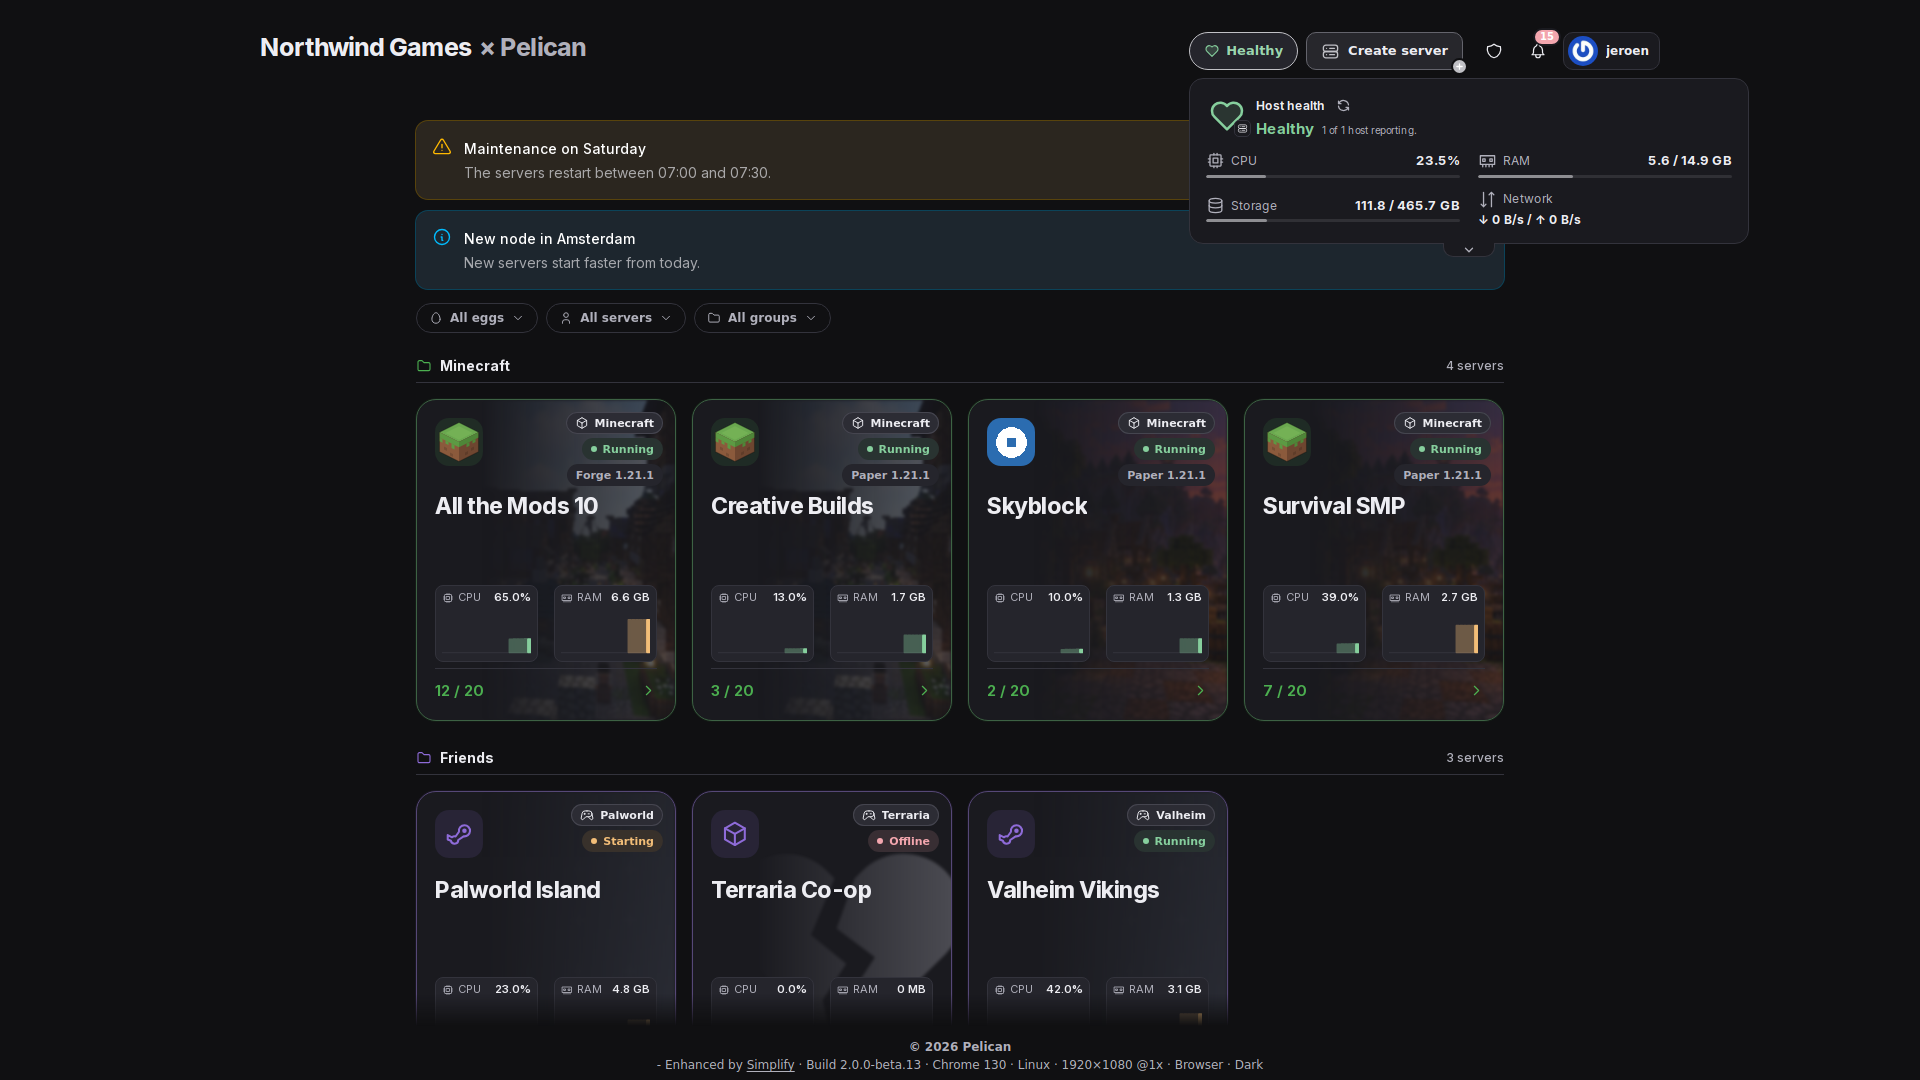 Northwind Games × Pelican
Healthy
Create server
15
jeroen
Host health
Healthy 1 of 1 host reporting.
CPU 23.5%
RAM 5.6 / 14.9 GB
Storage 111.8 / 465.7 GB
Network
↓ 0 B/s / ↑ 0 B/s
Maintenance on Saturday
The servers restart between 07:00 and 07:30.
New node in Amsterdam
New servers start faster from today.
All eggs
All servers
All groups
Minecraft
4 servers
Minecraft
Running
Forge 1.21.1
All the Mods 10
CPU 65.0%
RAM 6.6 GB
12 / 20
Minecraft
Running
Paper 1.21.1
Creative Builds
CPU 13.0%
RAM 1.7 GB
3 / 20
Minecraft
Running
Paper 1.21.1
Skyblock
CPU 10.0%
RAM 1.3 GB
2 / 20
Minecraft
Running
Paper 1.21.1
Survival SMP
CPU 39.0%
RAM 2.7 GB
7 / 20
Friends
3 servers
Palworld
Starting
Palworld Island
CPU 23.0%
RAM 4.8 GB
Terraria
Offline
Terraria Co-op
CPU 0.0%
RAM 0 MB
Valheim
Running
Valheim Vikings
CPU 42.0%
RAM 3.1 GB
© 2026 Pelican
- Enhanced by Simplify · Build 2.0.0-beta.13 · Chrome 130 · Linux · 1920×1080 @1x · Browser · Dark